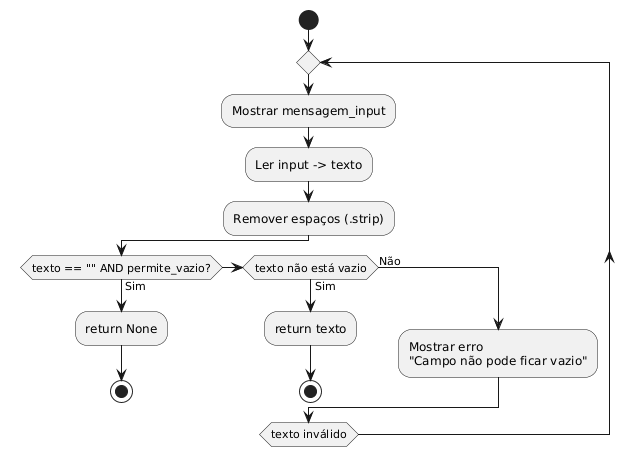 Mostrar mensagem_input
Ler input -> texto
Remover espaços (.strip)
texto == "" AND permite_vazio?
Sim
return None
texto não está vazio
Sim
return texto
Não
Mostrar erro
"Campo não pode ficar vazio"
texto inválido